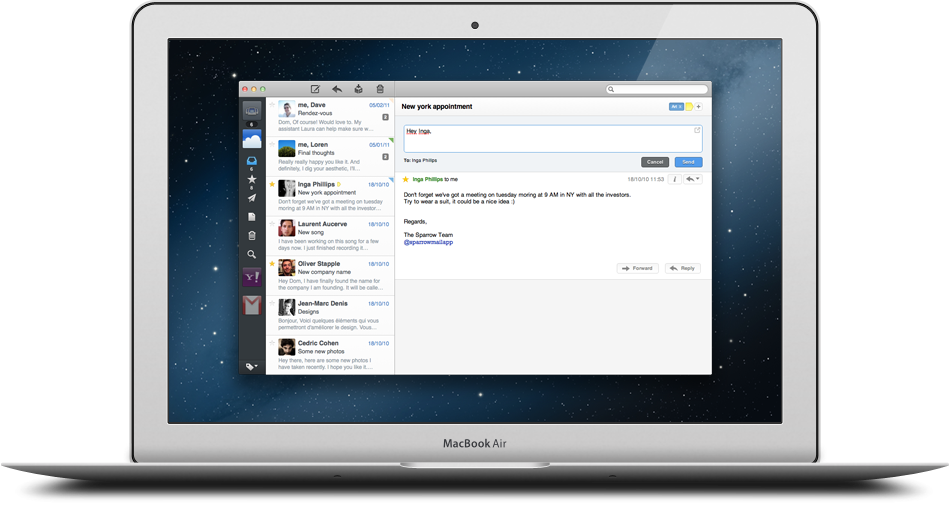 me, Dave
05/02/11
Rendez-vous
Dom, Of course! Would love to. My
assistant Laura can help make sure w...
me, Loren
05/01/11
Final thoughts
Really really happy you like it. And
definitely, I did your aesthetic, I'll...
Inga Phillips
18/10/10
New york appointment
Don't forget we've got a meeting on
tuesday moring at 9 AM in NY with
all the investors...
Laurent Aucerve
18/10/10
New song
I have been working on this song for a few
days now. I just finished recording it...
Oliver Stapple
18/10/10
New company name
Hey Dom, I have finally found the name for
the company I am founding. It will be calle...
Jean-Marc Denis
18/10/10
Designs
Bonjour, Voici quelques éléments qui vous
permettront d'améliorer le design. Vous...
Cedric Cohen
18/10/10
Some new photos
Hey there, here are some new photos I
have taken recently. I hope you like it....
6
6
8
Y!
New york appointment
+
Hey Inga,
To: Inga Philips
Cancel
Send
Inga Phillips to me
18/10/10 11:53
i
Don't forget we've got a meeting on tuesday moring at 9 AM in NY with all the investors.
Try to wear a suit, it could be a nice idea :)
Regards,
The Sparrow Team
@sparrowmailapp
Forward
Reply
MacBook Air